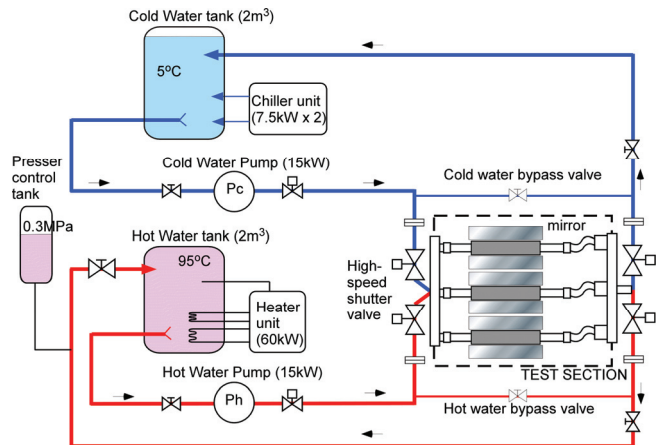 Cold Water tank (2m³)
5ºC
Chiller unit
(7.5kW x 2)
Presser
control
tank
0.3MPa
Cold Water Pump (15kW)
Pc
Cold water bypass valve
Hot Water tank (2m³)
95ºC
Heater
unit
(60kW)
High-
speed
shutter
valve
mirror
TEST SECTION
Hot Water Pump (15kW)
Ph
Hot water bypass valve